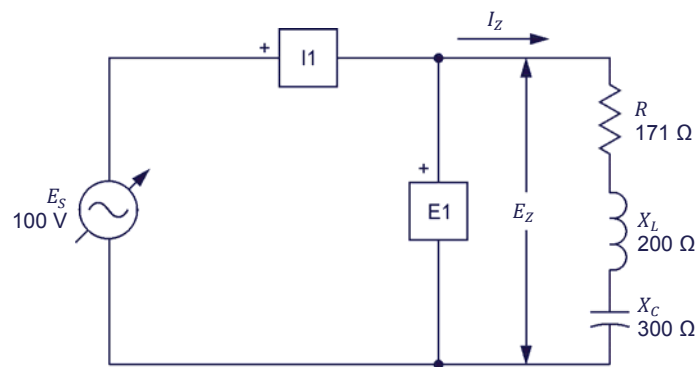 I_Z
+
I1
R
171 Ω
+
E_S
100 V
E1
E_Z
X_L
200 Ω
X_C
300 Ω